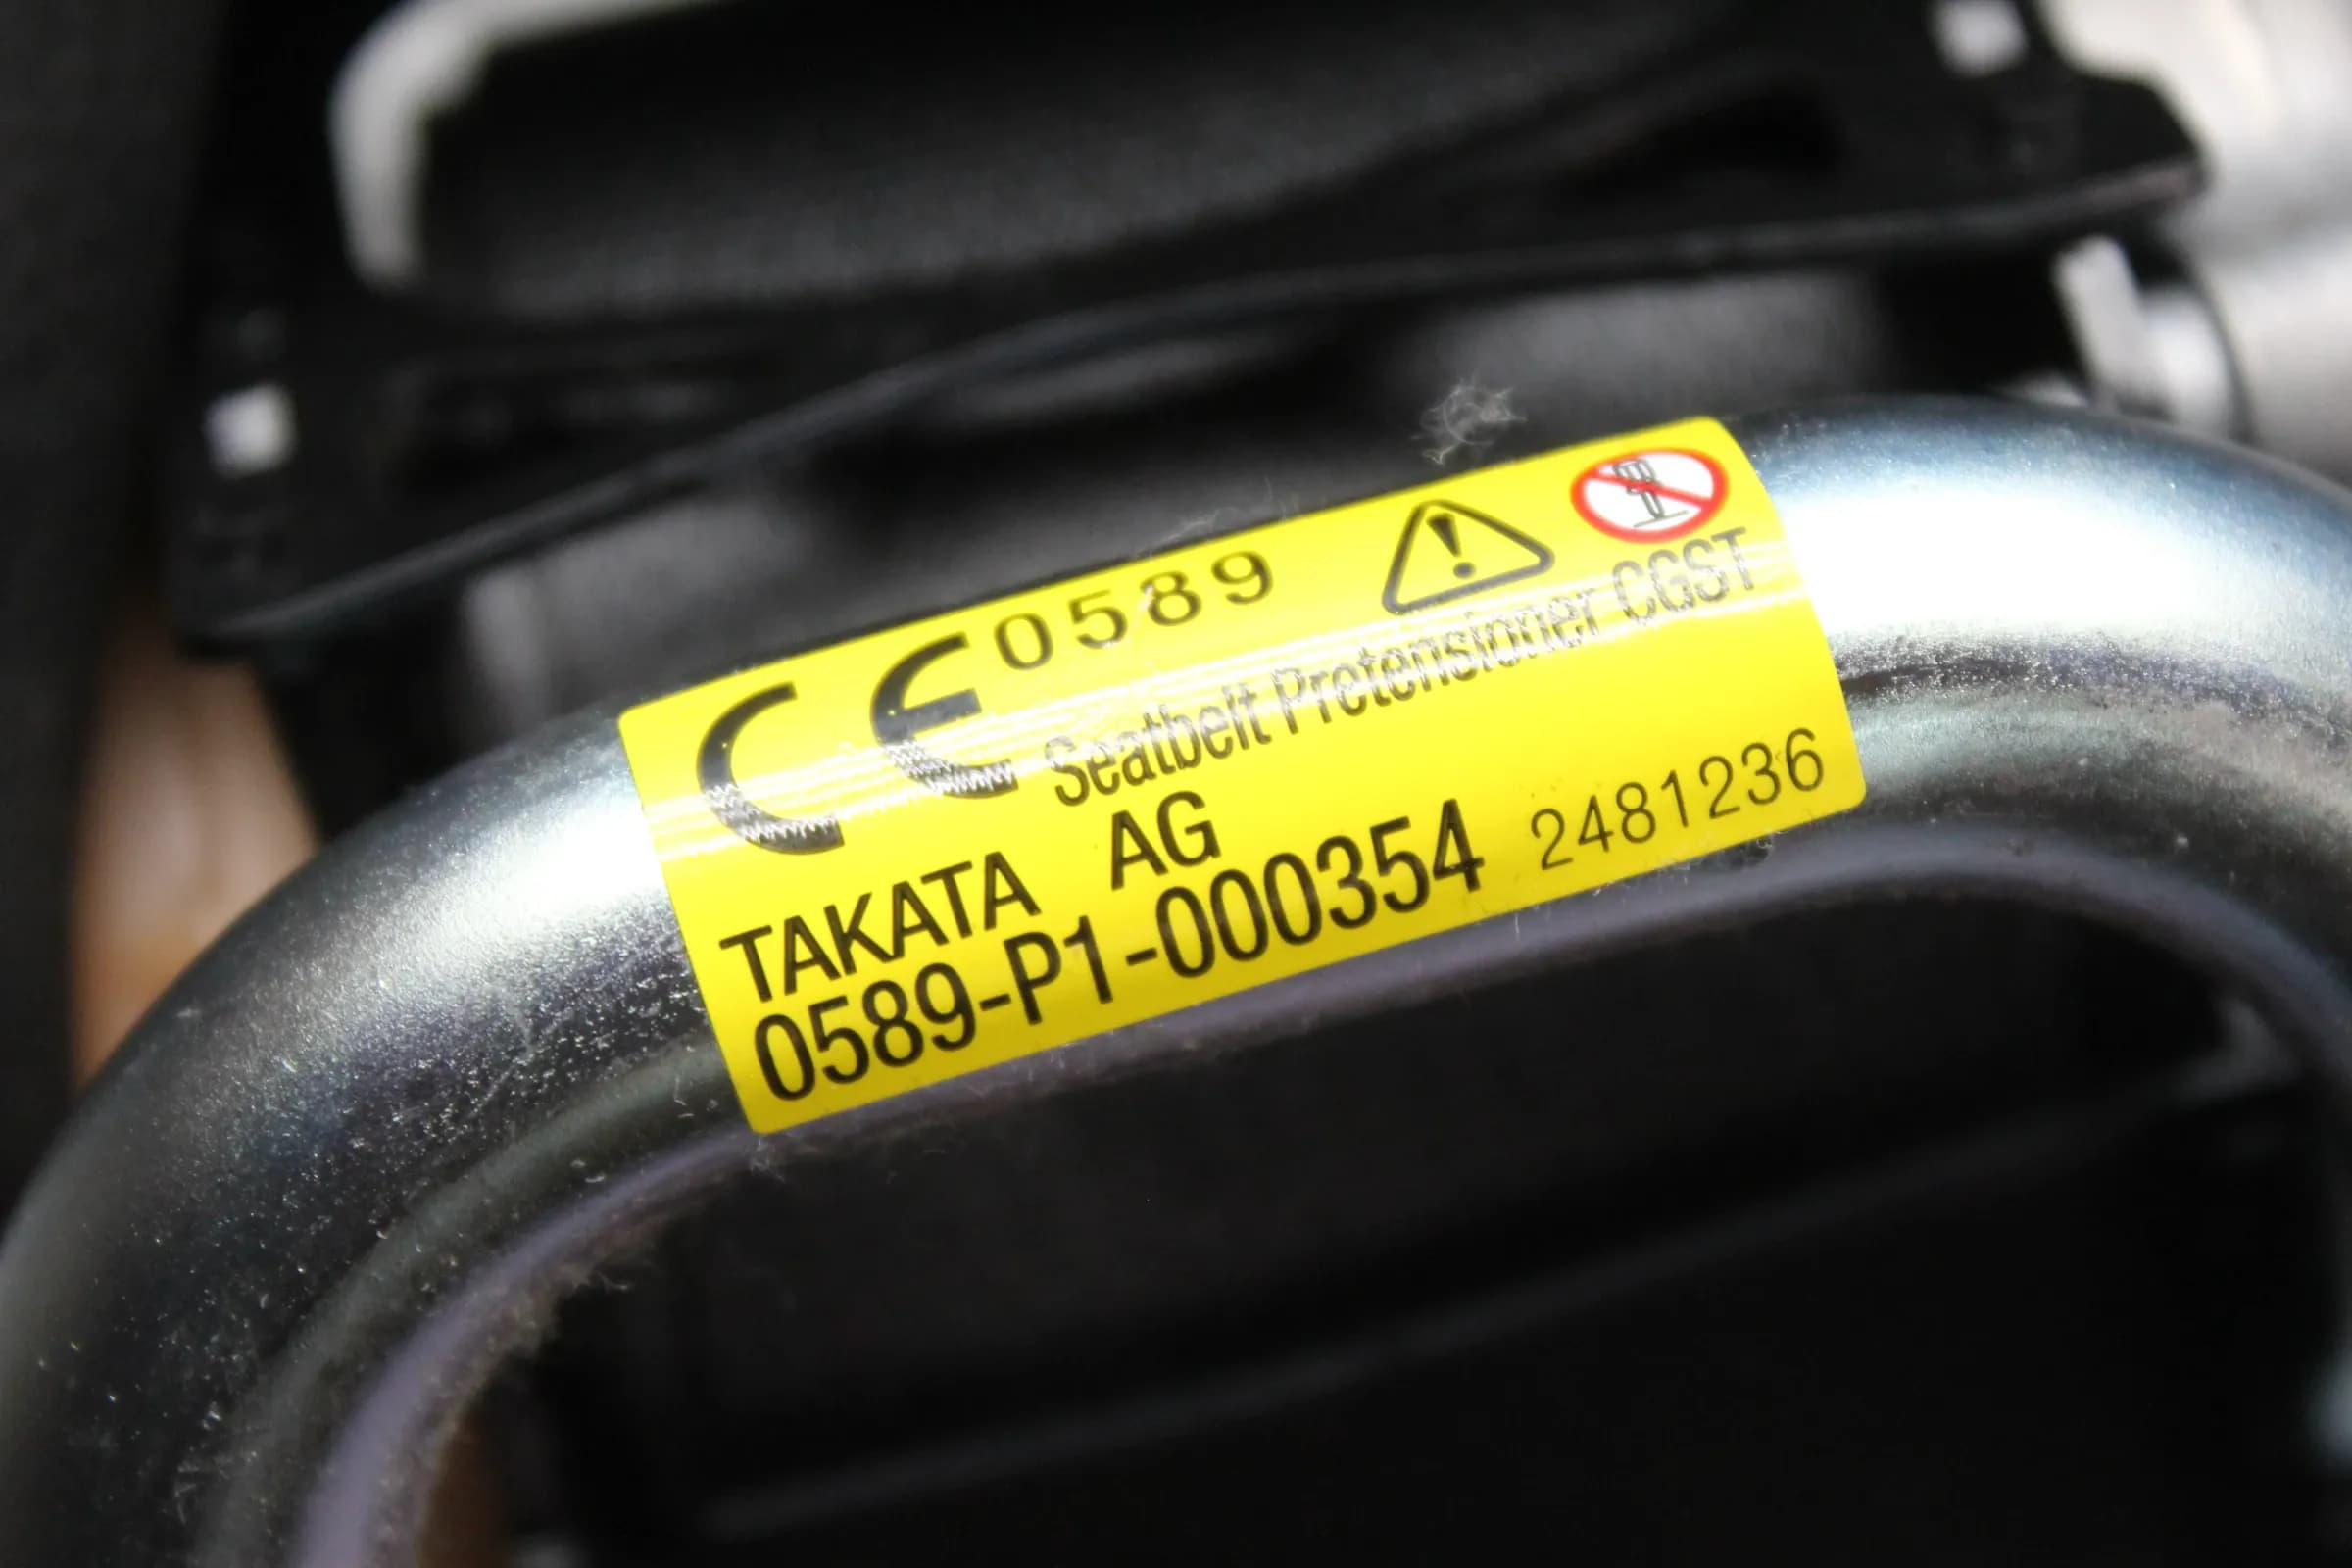 CE 0589
Seatbelt Pretensioner CGST
TAKATA AG
0589-P1-000354 2481236